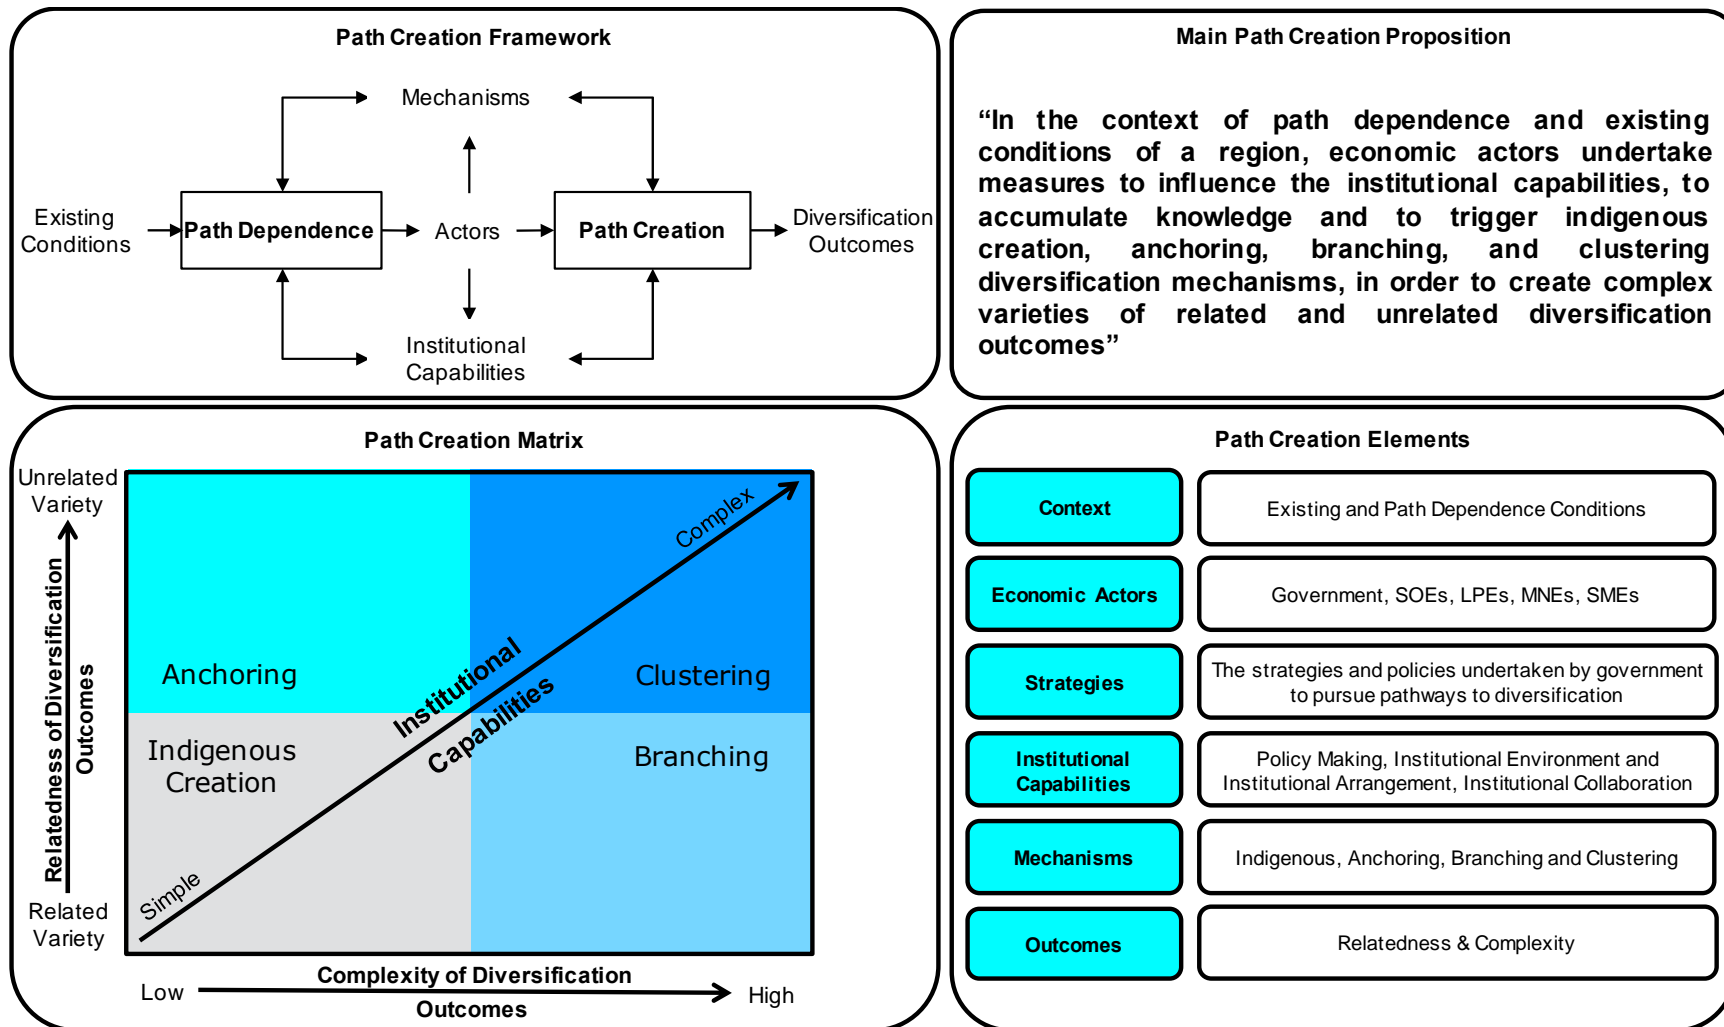 Path Creation Framework
Mechanisms
Existing
Conditions
Path Dependence
Actors
Path Creation
Diversification
Outcomes
Institutional
Capabilities
Main Path Creation Proposition
“In the context of path dependence and existing
conditions of a region, economic actors undertake
measures to influence the institutional capabilities, to
accumulate knowledge and to trigger indigenous
creation, anchoring, branching, and clustering
diversification mechanisms, in order to create complex
varieties of related and unrelated diversification
outcomes”
Path Creation Matrix
Unrelated
Variety
Relatedness of Diversification
Outcomes
Related
Variety
Anchoring
Clustering
Indigenous
Creation
Branching
Simple
Institutional
Capabilities
Complex
Low
Complexity of Diversification
Outcomes
High
Path Creation Elements
Context
Existing and Path Dependence Conditions
Economic Actors
Government, SOEs, LPEs, MNEs, SMEs
Strategies
The strategies and policies undertaken by government
to pursue pathways to diversification
Institutional
Capabilities
Policy Making, Institutional Environment and
Institutional Arrangement, Institutional Collaboration
Mechanisms
Indigenous, Anchoring, Branching and Clustering
Outcomes
Relatedness & Complexity